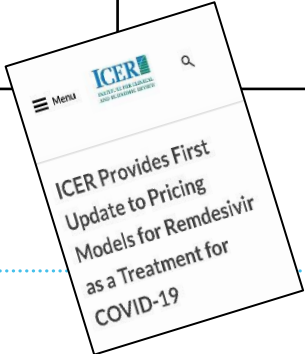 Menu
ICER
INSTITUTE FOR CLINICAL
AND ECONOMIC REVIEW
ICER Provides First
Update to Pricing
Models for Remdesivir
as a Treatment for
COVID-19